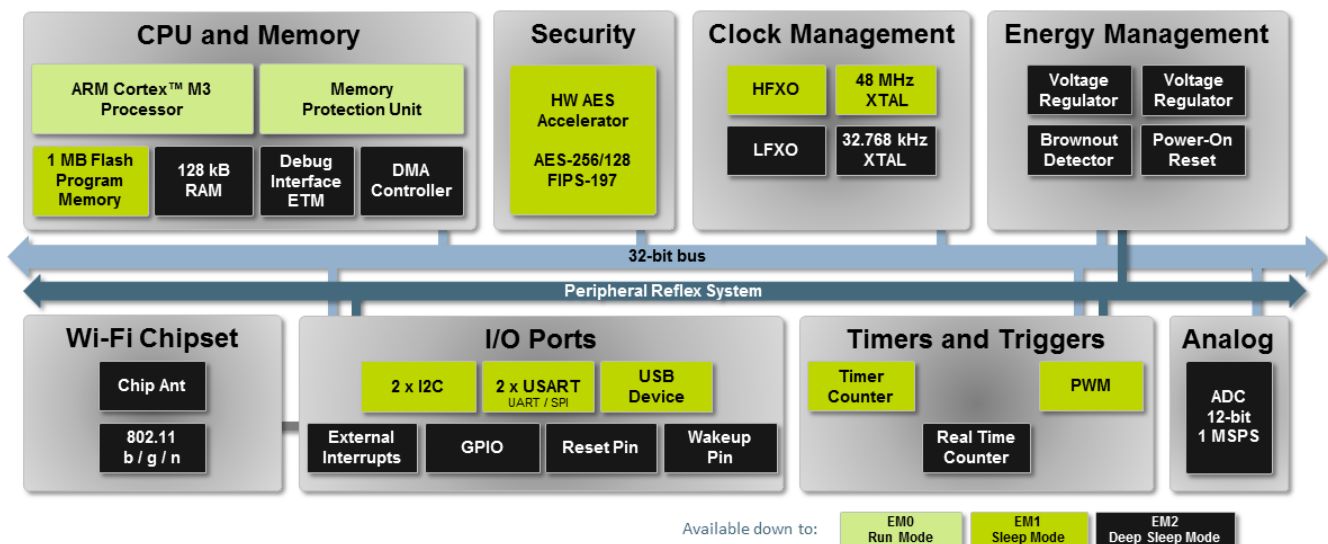 CPU and Memory
ARM Cortex™ M3
Processor
Memory
Protection Unit
1 MB Flash
Program
Memory
128 kB
RAM
Debug
Interface
ETM
DMA
Controller
Security
HW AES
Accelerator
AES-256/128
FIPS-197
Clock Management
HFXO
48 MHz
XTAL
LFXO
32.768 kHz
XTAL
Energy Management
Voltage
Regulator
Voltage
Regulator
Brownout
Detector
Power-On
Reset
32-bit bus
Peripheral Reflex System
Wi-Fi Chipset
Chip Ant
802.11
b / g / n
I/O Ports
2 x I2C
2 x USART
UART / SPI
USB
Device
External
Interrupts
GPIO
Reset Pin
Wakeup
Pin
Timers and Triggers
Timer
Counter
PWM
Real Time
Counter
Analog
ADC
12-bit
1 MSPS
Available down to:
EM0
Run Mode
EM1
Sleep Mode
EM2
Deep Sleep Mode